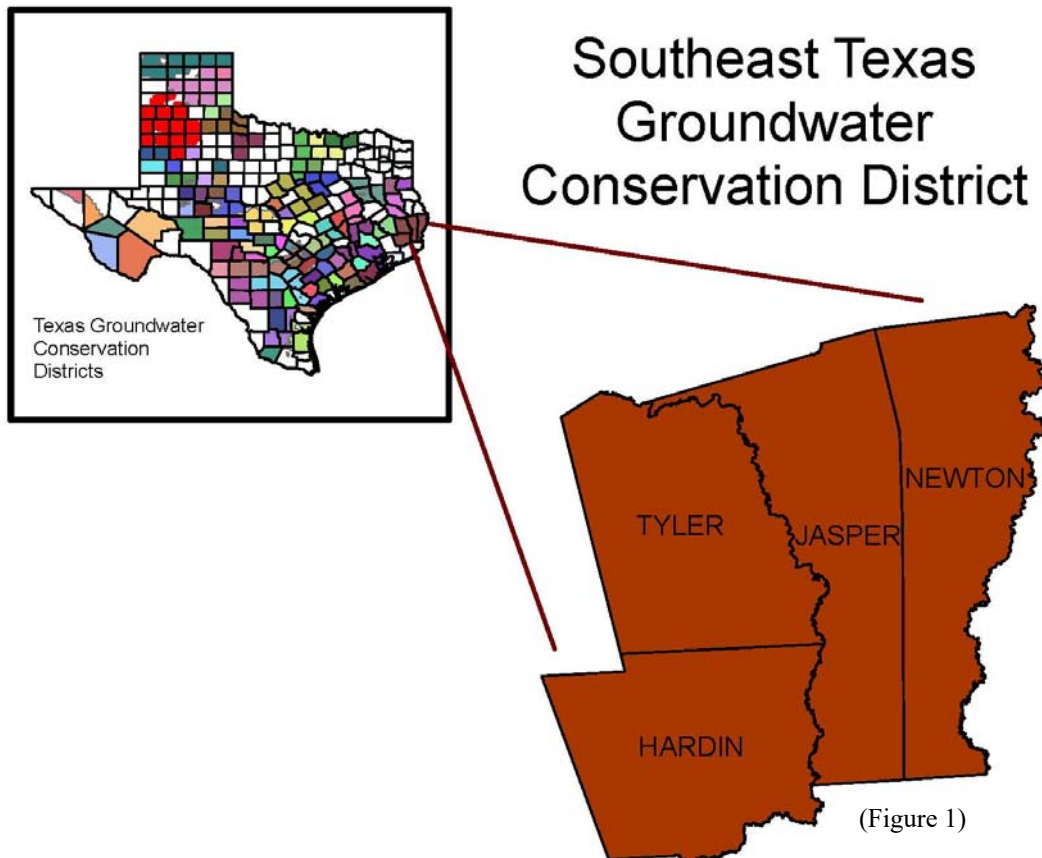 Southeast Texas
Groundwater
Conservation District
Texas Groundwater
Conservation
Districts
NEWTON
TYLER
JASPER
HARDIN
(Figure 1)